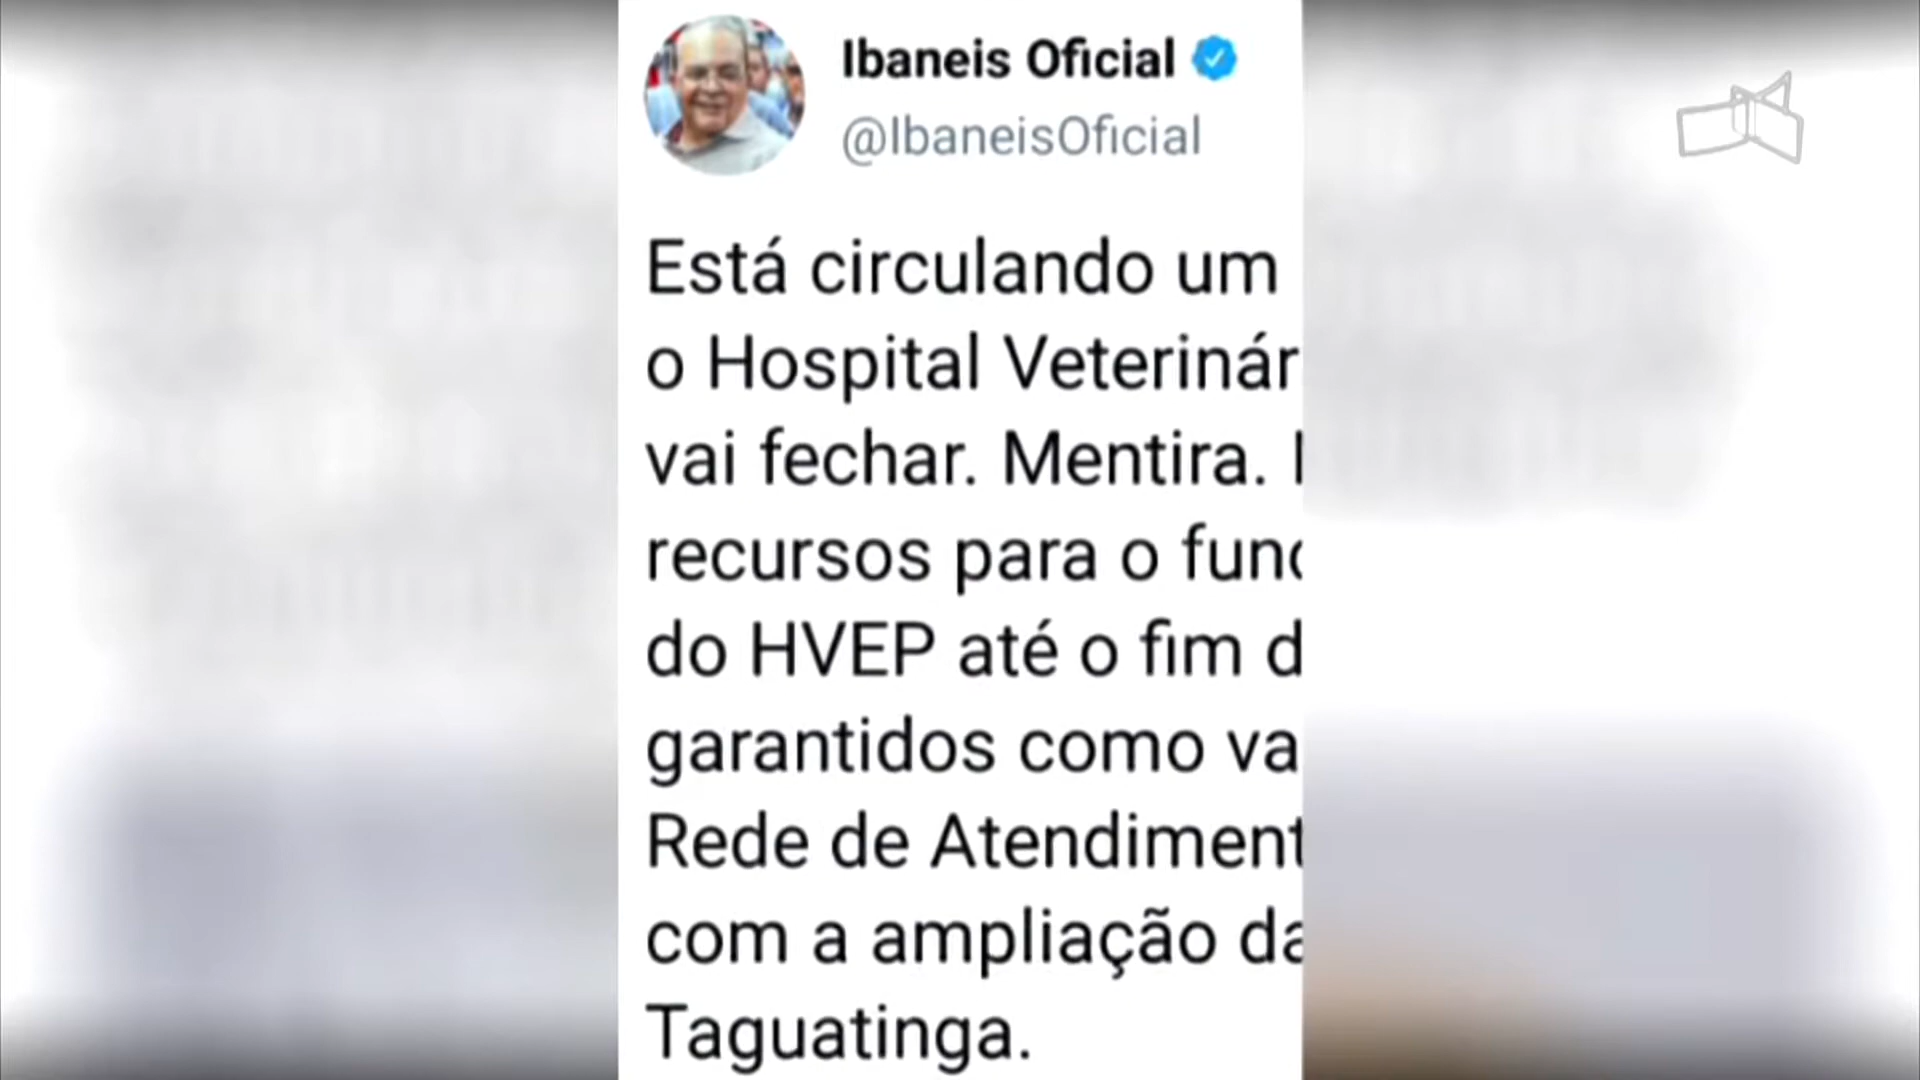 Ibaneis Oficial
@IbaneisOficial
Está circulando um
o Hospital Veterinár
vai fechar. Mentira.
recursos para o func
do HVEP até o fim d
garantidos como va
Rede de Atendiment
com a ampliação da
Taguatinga.